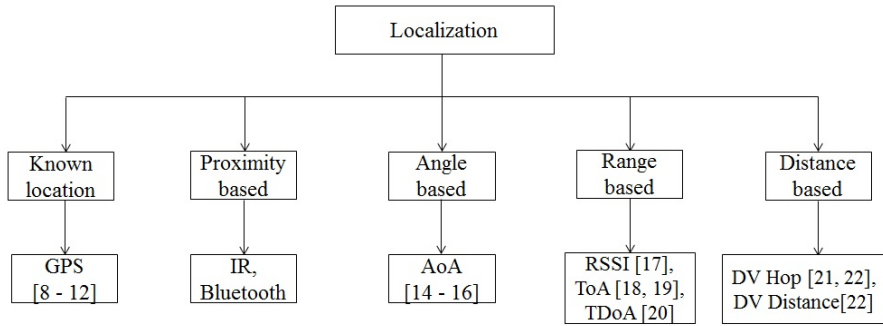 Localization
Known
location
Proximity
based
Angle
based
Range
based
Distance
based
GPS
[8 - 12]
IR,
Bluetooth
AoA
[14 - 16]
RSSI [17],
ToA [18, 19],
TDoA [20]
DV Hop [21, 22],
DV Distance[22]